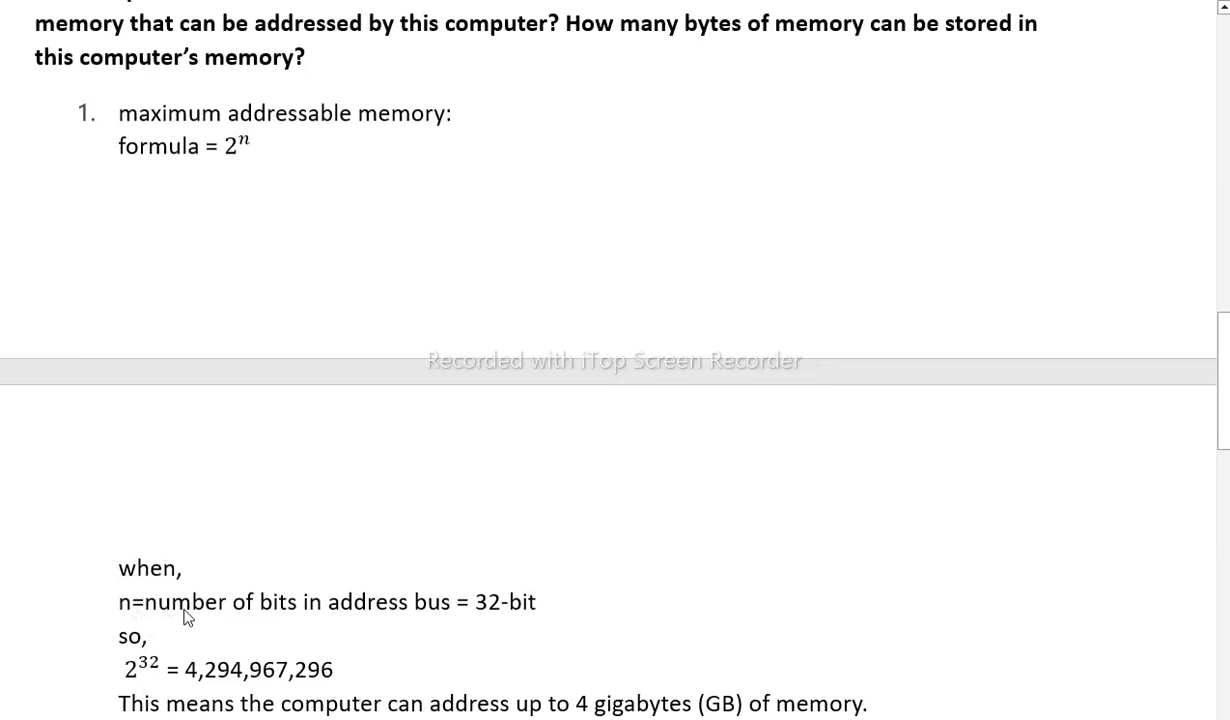 memory that can be addressed by this computer? How many bytes of memory can be stored in
this computer’s memory?
1. maximum addressable memory:
formula = 2ⁿ
Recorded with iTop Screen Recorder
when,
n=number of bits in address bus = 32-bit
so,
2³² = 4,294,967,296
This means the computer can address up to 4 gigabytes (GB) of memory.